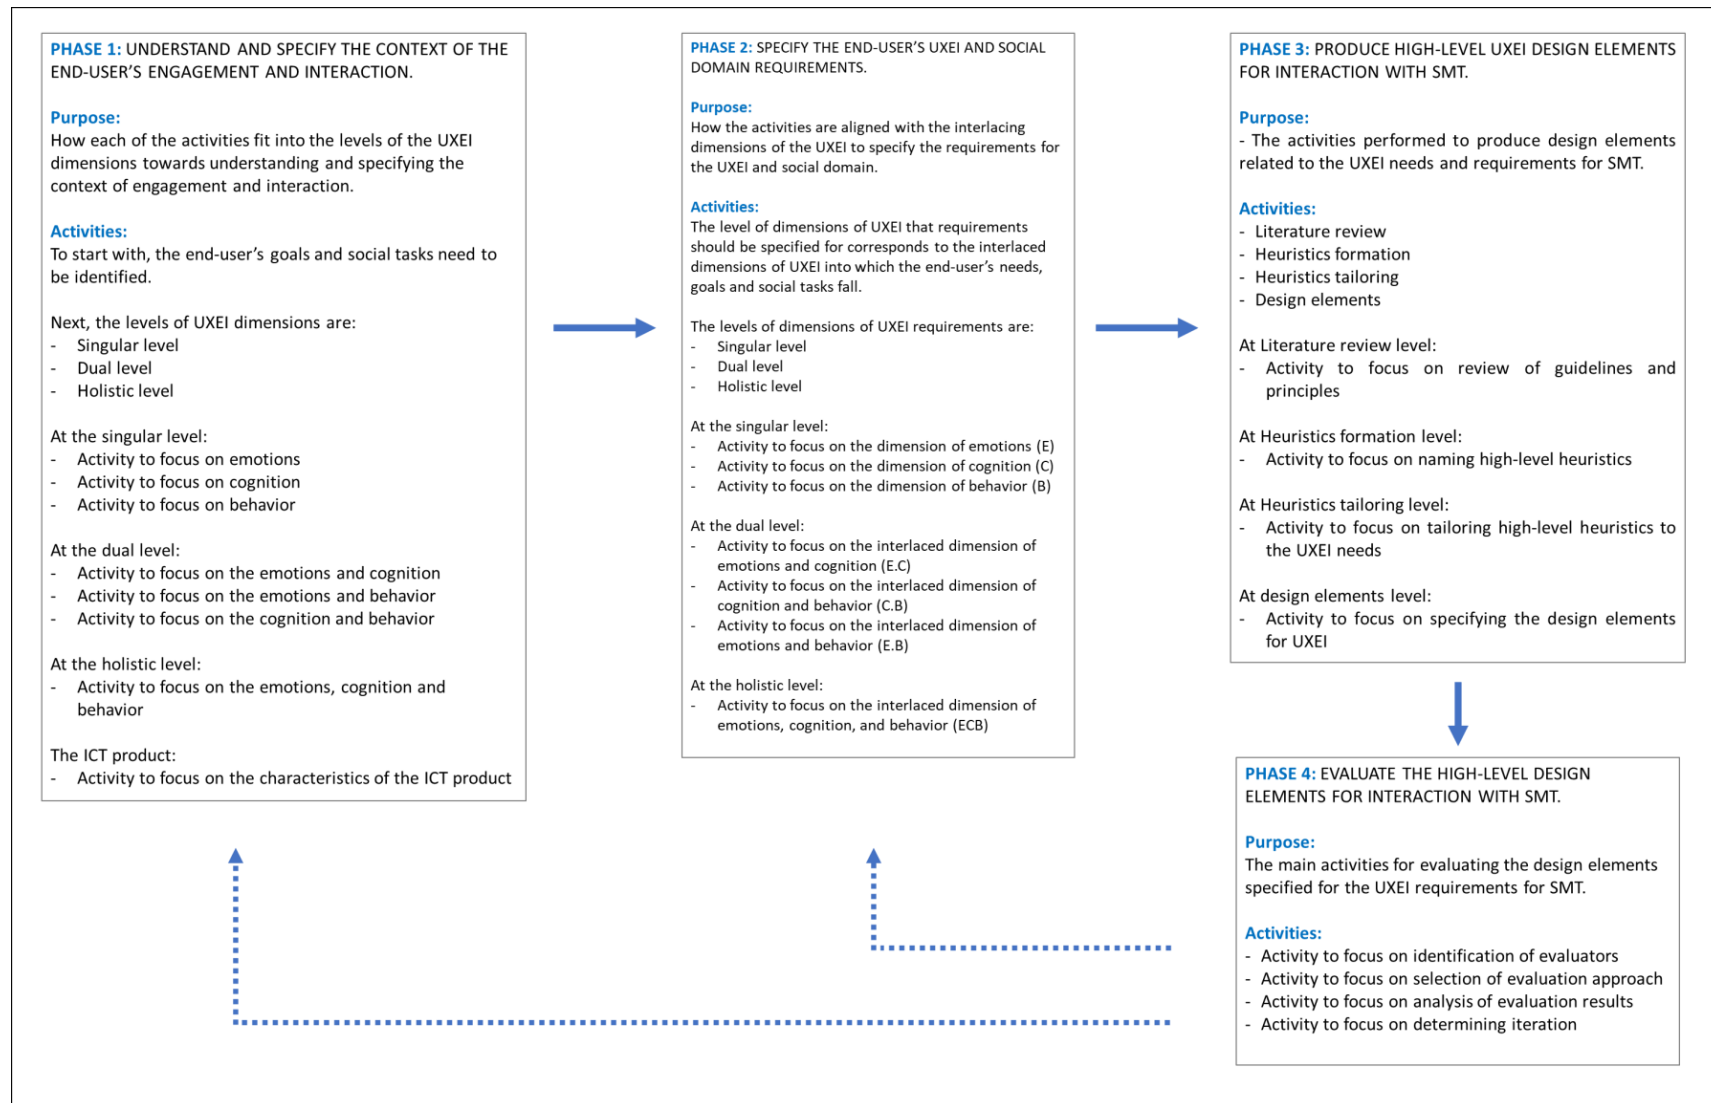 PHASE 1: UNDERSTAND AND SPECIFY THE CONTEXT OF THE
END-USER'S ENGAGEMENT AND INTERACTION.
Purpose:
How each of the activities fit into the levels of the UXEI
dimensions towards understanding and specifying the
context of engagement and interaction.
Activities:
To start with, the end-user's goals and social tasks need to
be identified.
Next, the levels of UXEI dimensions are:
- Singular level
- Dual level
- Holistic level
At the singular level:
- Activity to focus on emotions
- Activity to focus on cognition
- Activity to focus on behavior
At the dual level:
- Activity to focus on the emotions and cognition
- Activity to focus on the emotions and behavior
- Activity to focus on the cognition and behavior
At the holistic level:
- Activity to focus on the emotions, cognition and
behavior
The ICT product:
- Activity to focus on the characteristics of the ICT product
PHASE 2: SPECIFY THE END-USER'S UXEI AND SOCIAL
DOMAIN REQUIREMENTS.
Purpose:
How the activities are aligned with the interlacing
dimensions of the UXEI to specify the requirements for
the UXEI and social domain.
Activities:
The level of dimensions of UXEI that requirements
should be specified for corresponds to the interlaced
dimensions of UXEI into which the end-user's needs,
goals and social tasks fall.
The levels of dimensions of UXEI requirements are:
- Singular level
- Dual level
- Holistic level
At the singular level:
- Activity to focus on the dimension of emotions (E)
- Activity to focus on the dimension of cognition (C)
- Activity to focus on the dimension of behavior (B)
At the dual level:
- Activity to focus on the interlaced dimension of
emotions and cognition (E.C)
- Activity to focus on the interlaced dimension of
cognition and behavior (C.B)
- Activity to focus on the interlaced dimension of
emotions and behavior (E.B)
At the holistic level:
- Activity to focus on the interlaced dimension of
emotions, cognition, and behavior (ECB)
PHASE 3: PRODUCE HIGH-LEVEL UXEI DESIGN ELEMENTS
FOR INTERACTION WITH SMT.
Purpose:
- The activities performed to produce design elements
related to the UXEI needs and requirements for SMT.
Activities:
- Literature review
- Heuristics formation
- Heuristics tailoring
- Design elements
At Literature review level:
- Activity to focus on review of guidelines and
principles
At Heuristics formation level:
- Activity to focus on naming high-level heuristics
At Heuristics tailoring level:
- Activity to focus on tailoring high-level heuristics to
the UXEI needs
At design elements level:
- Activity to focus on specifying the design elements
for UXEI
PHASE 4: EVALUATE THE HIGH-LEVEL DESIGN
ELEMENTS FOR INTERACTION WITH SMT.
Purpose:
The main activities for evaluating the design elements
specified for the UXEI requirements for SMT.
Activities:
- Activity to focus on identification of evaluators
- Activity to focus on selection of evaluation approach
- Activity to focus on analysis of evaluation results
- Activity to focus on determining iteration